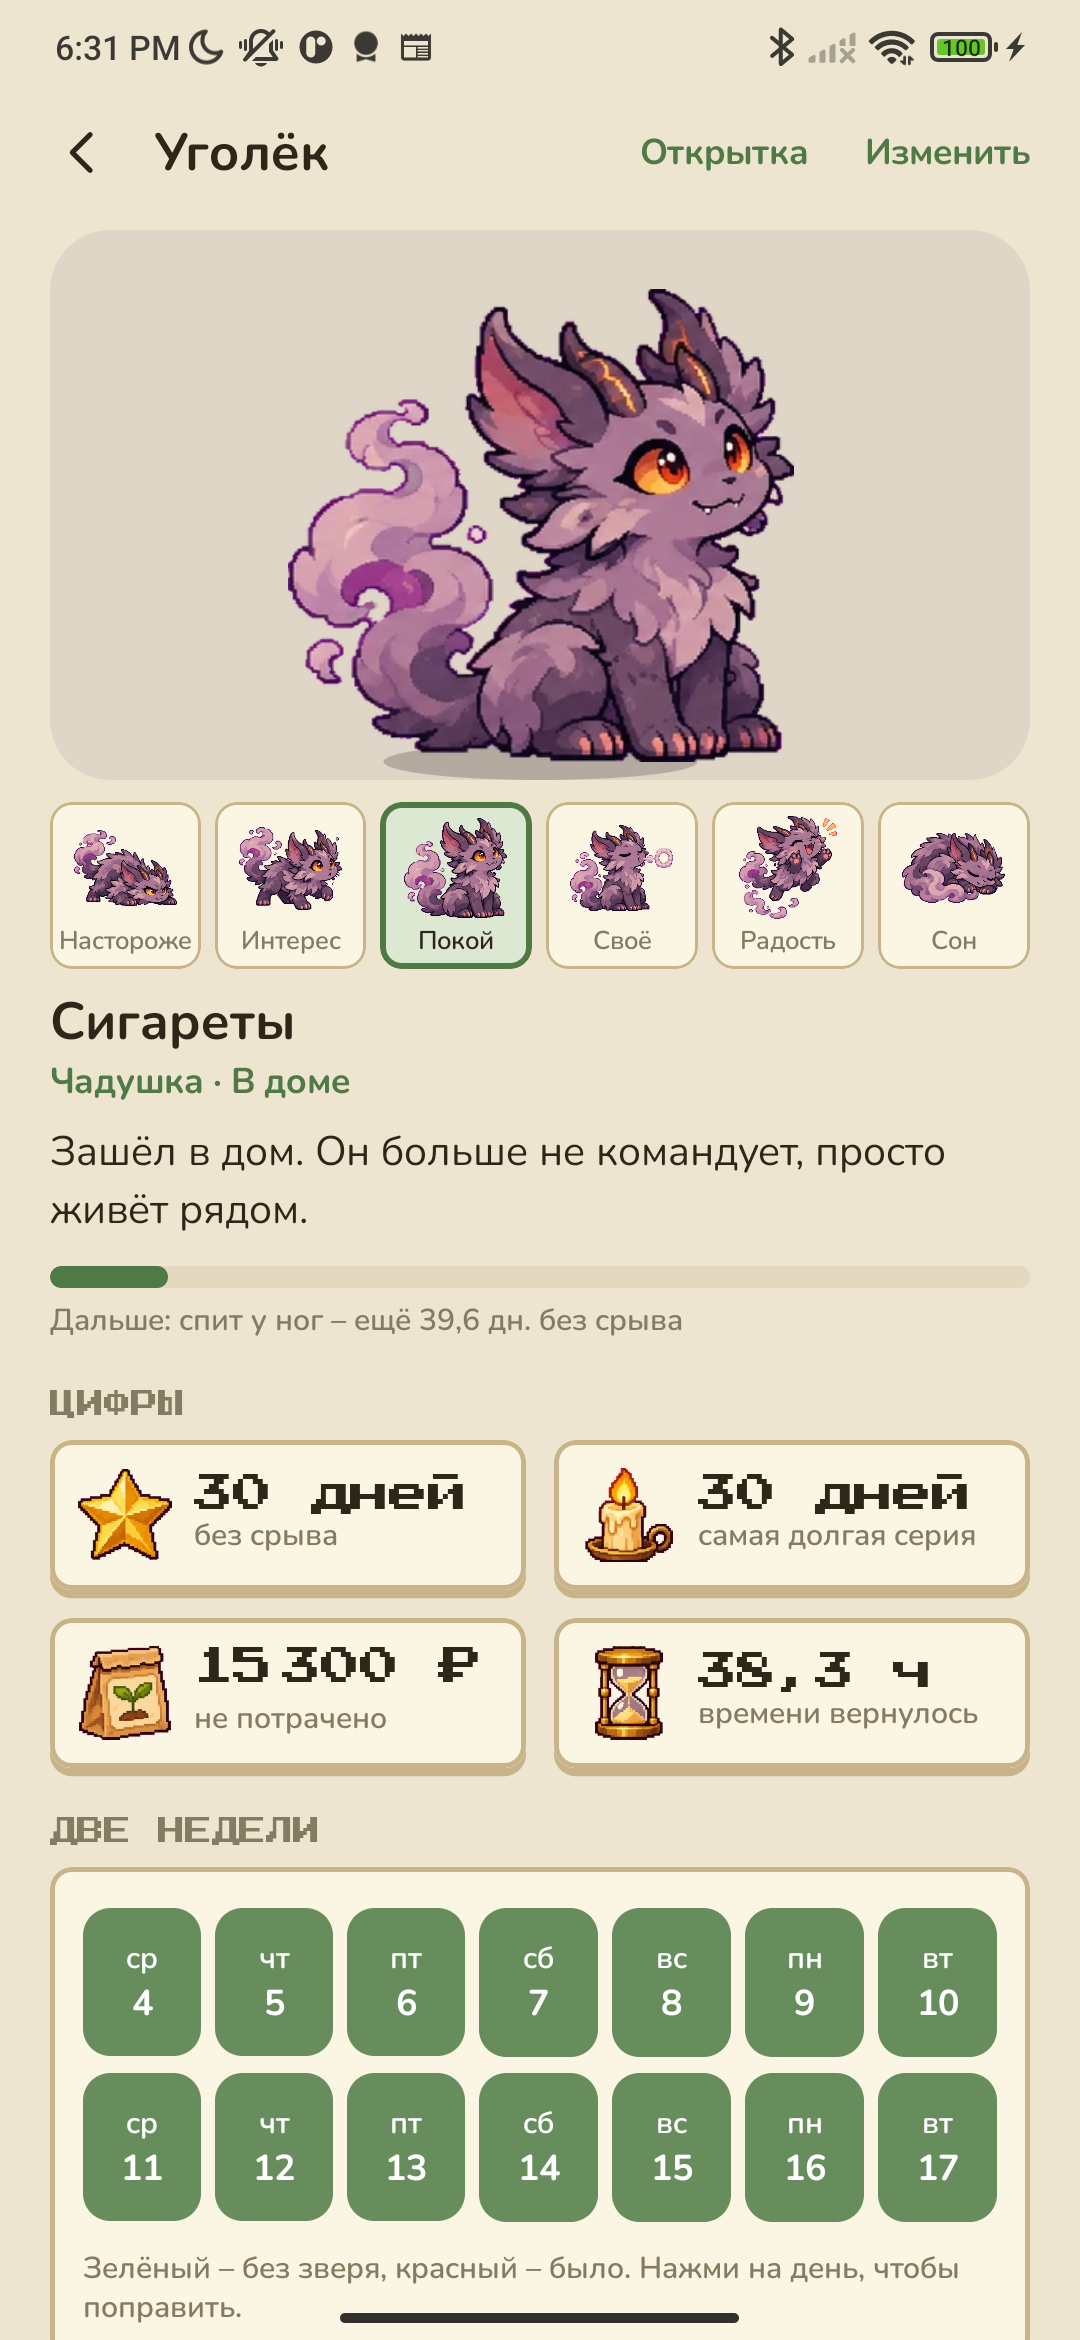 6:31 PM
100
Уголёк
Открытка
Изменить
Насторожe
Интерес
Покой
Своё
Радость
Сон
Сигареты
Чадушка · В доме
Зашёл в дом. Он больше не командует, просто
живёт рядом.
Дальше: спит у ног – ещё 39,6 дн. без срыва
ЦИФРЫ
30 дней
без срыва
30 дней
самая долгая серия
15 300 ₽
не потрачено
38,3 ч
времени вернулось
ДВЕ НЕДЕЛИ
ср чт пт сб вс пн вт
4 5 6 7 8 9 10
ср чт пт сб вс пн вт
11 12 13 14 15 16 17
Зелёный – без зверя, красный – было. Нажми на день, чтобы
поправить.